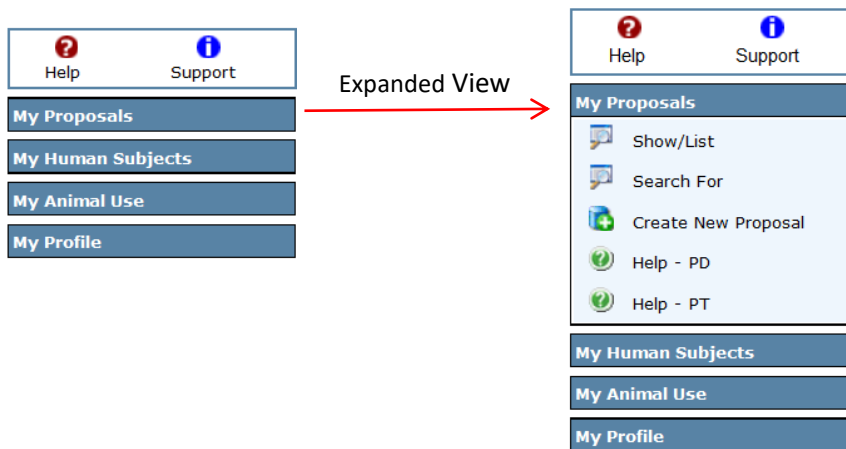 Help Support
My Proposals
My Human Subjects
My Animal Use
My Profile
Expanded View
Help Support
My Proposals
Show/List
Search For
Create New Proposal
Help - PD
Help - PT
My Human Subjects
My Animal Use
My Profile